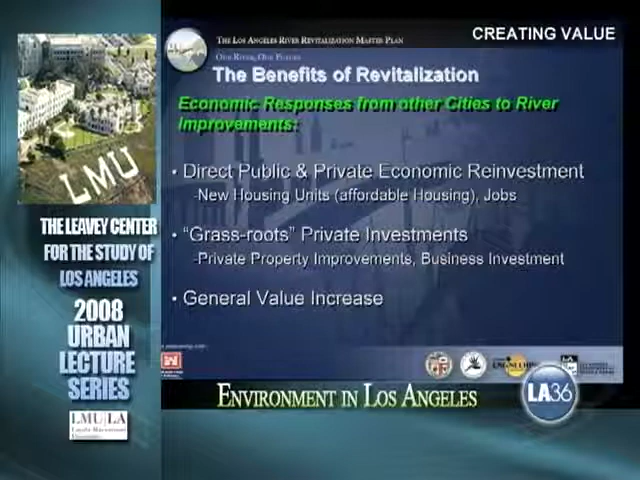 CREATING VALUE
THE LOS ANGELES RIVER REVITALIZATION MASTER PLAN
OUR RIVER, OUR FUTURE
The Benefits of Revitalization
Economic Responses from other Cities to River
Improvements:
• Direct Public & Private Economic Reinvestment
-New Housing Units (affordable Housing), Jobs
• “Grass-roots” Private Investments
-Private Property Improvements, Business Investment
• General Value Increase
LMU
THE LEAVEY CENTER
FOR THE STUDY OF
LOS ANGELES
2008
URBAN
LECTURE
SERIES
LMU LA
Loyola Marymount
University
ENVIRONMENT IN LOS ANGELES
LA36